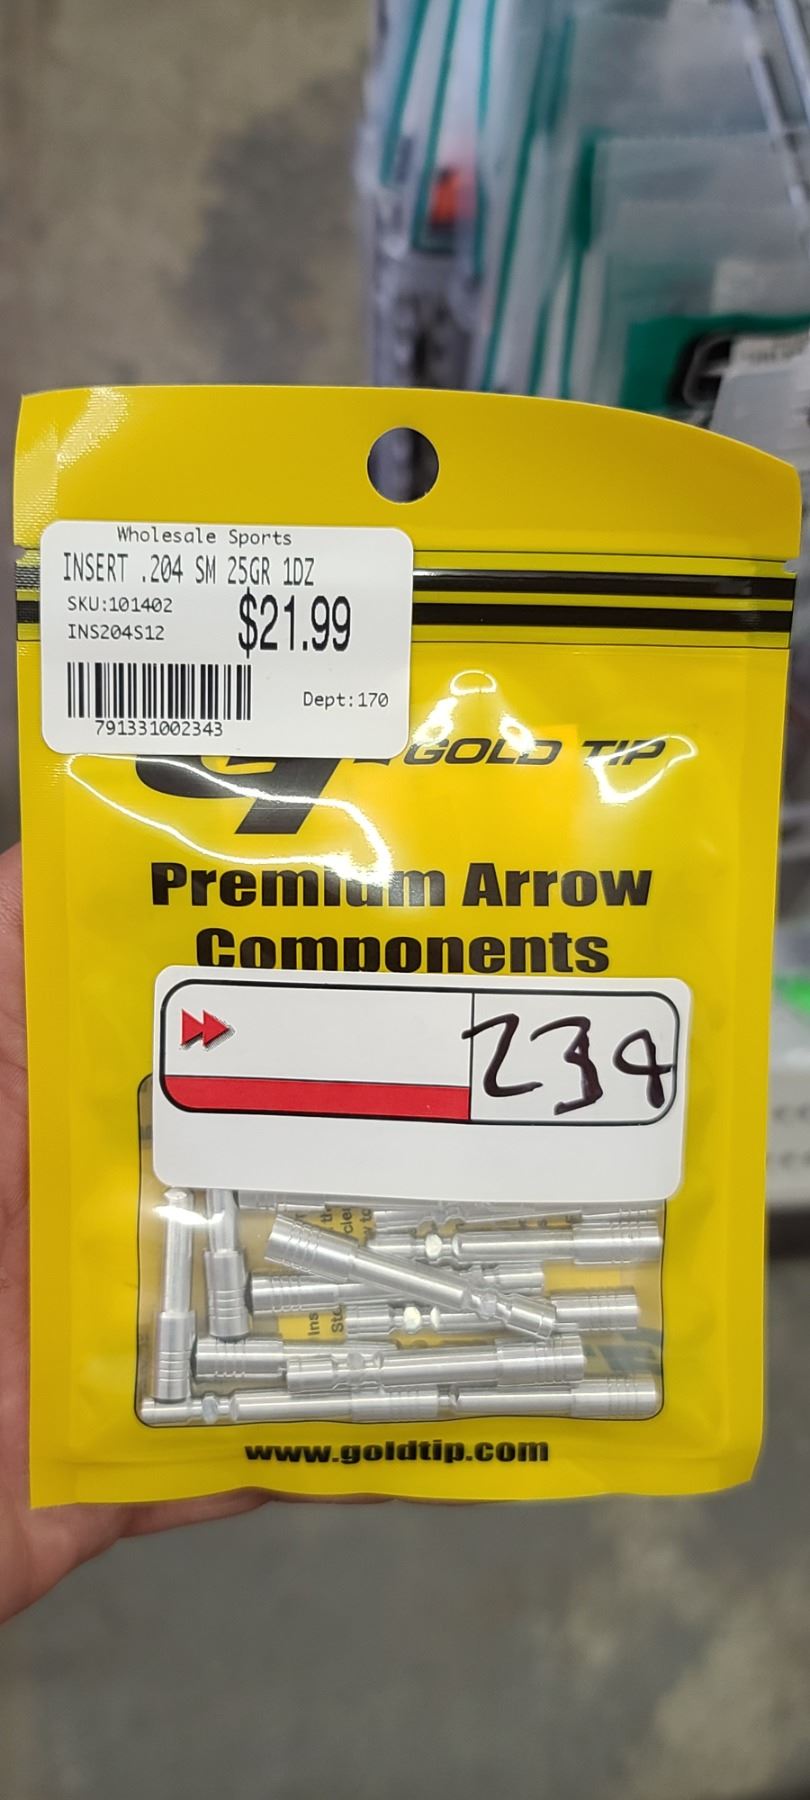 Wholesale Sports
INSERT .204 SM 25GR 1DZ
SKU:101402
$21.99
INS204S12
Dept:170
791331002343
GOLD TIP
Premium Arrow
Components
234
www.goldtip.com